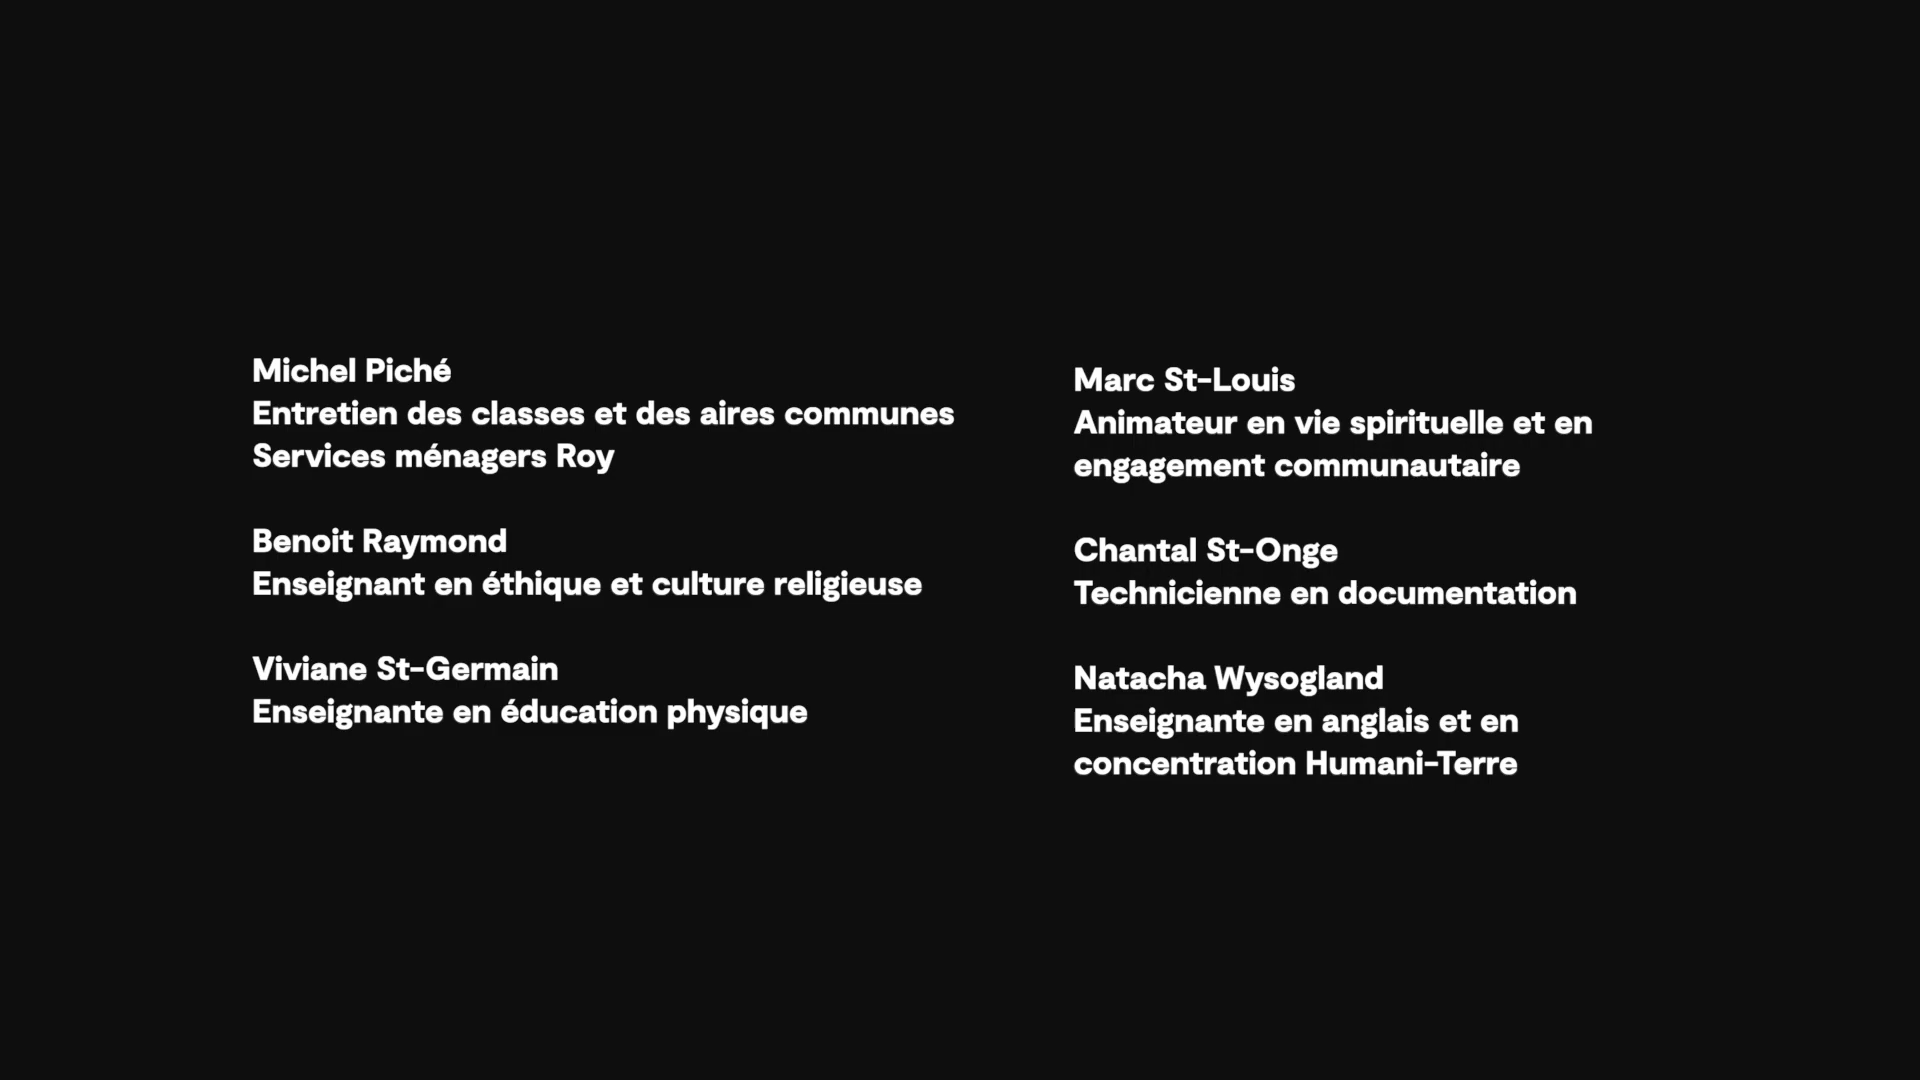 Michel Piché
Entretien des classes et des aires communes
Services ménagers Roy
Benoit Raymond
Enseignant en éthique et culture religieuse
Viviane St-Germain
Enseignante en éducation physique
Marc St-Louis
Animateur en vie spirituelle et en
engagement communautaire
Chantal St-Onge
Technicienne en documentation
Natacha Wysogland
Enseignante en anglais et en
concentration Humani-Terre